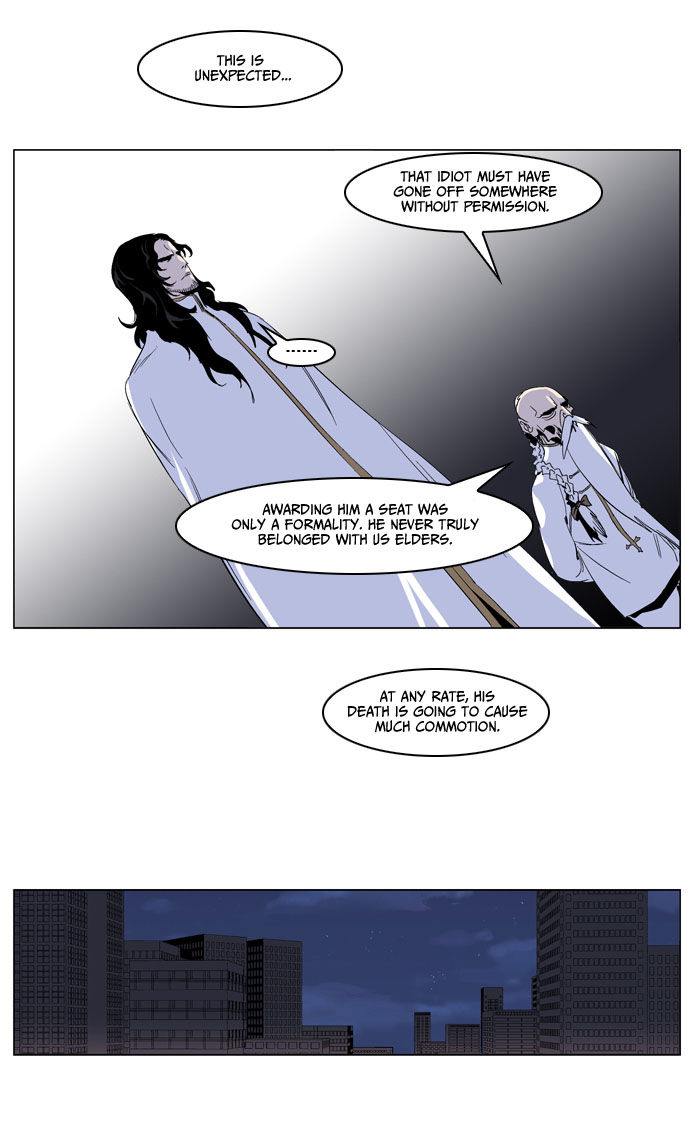 THIS IS
UNEXPECTED...
THAT IDIOT MUST HAVE
GONE OFF SOMEWHERE
WITHOUT PERMISSION.
------
AWARDING HIM A SEAT WAS
ONLY A FORMALITY. HE NEVER TRULY
BELONGED WITH US ELDERS.
AT ANY RATE, HIS
DEATH IS GOING TO CAUSE
MUCH COMMOTION.